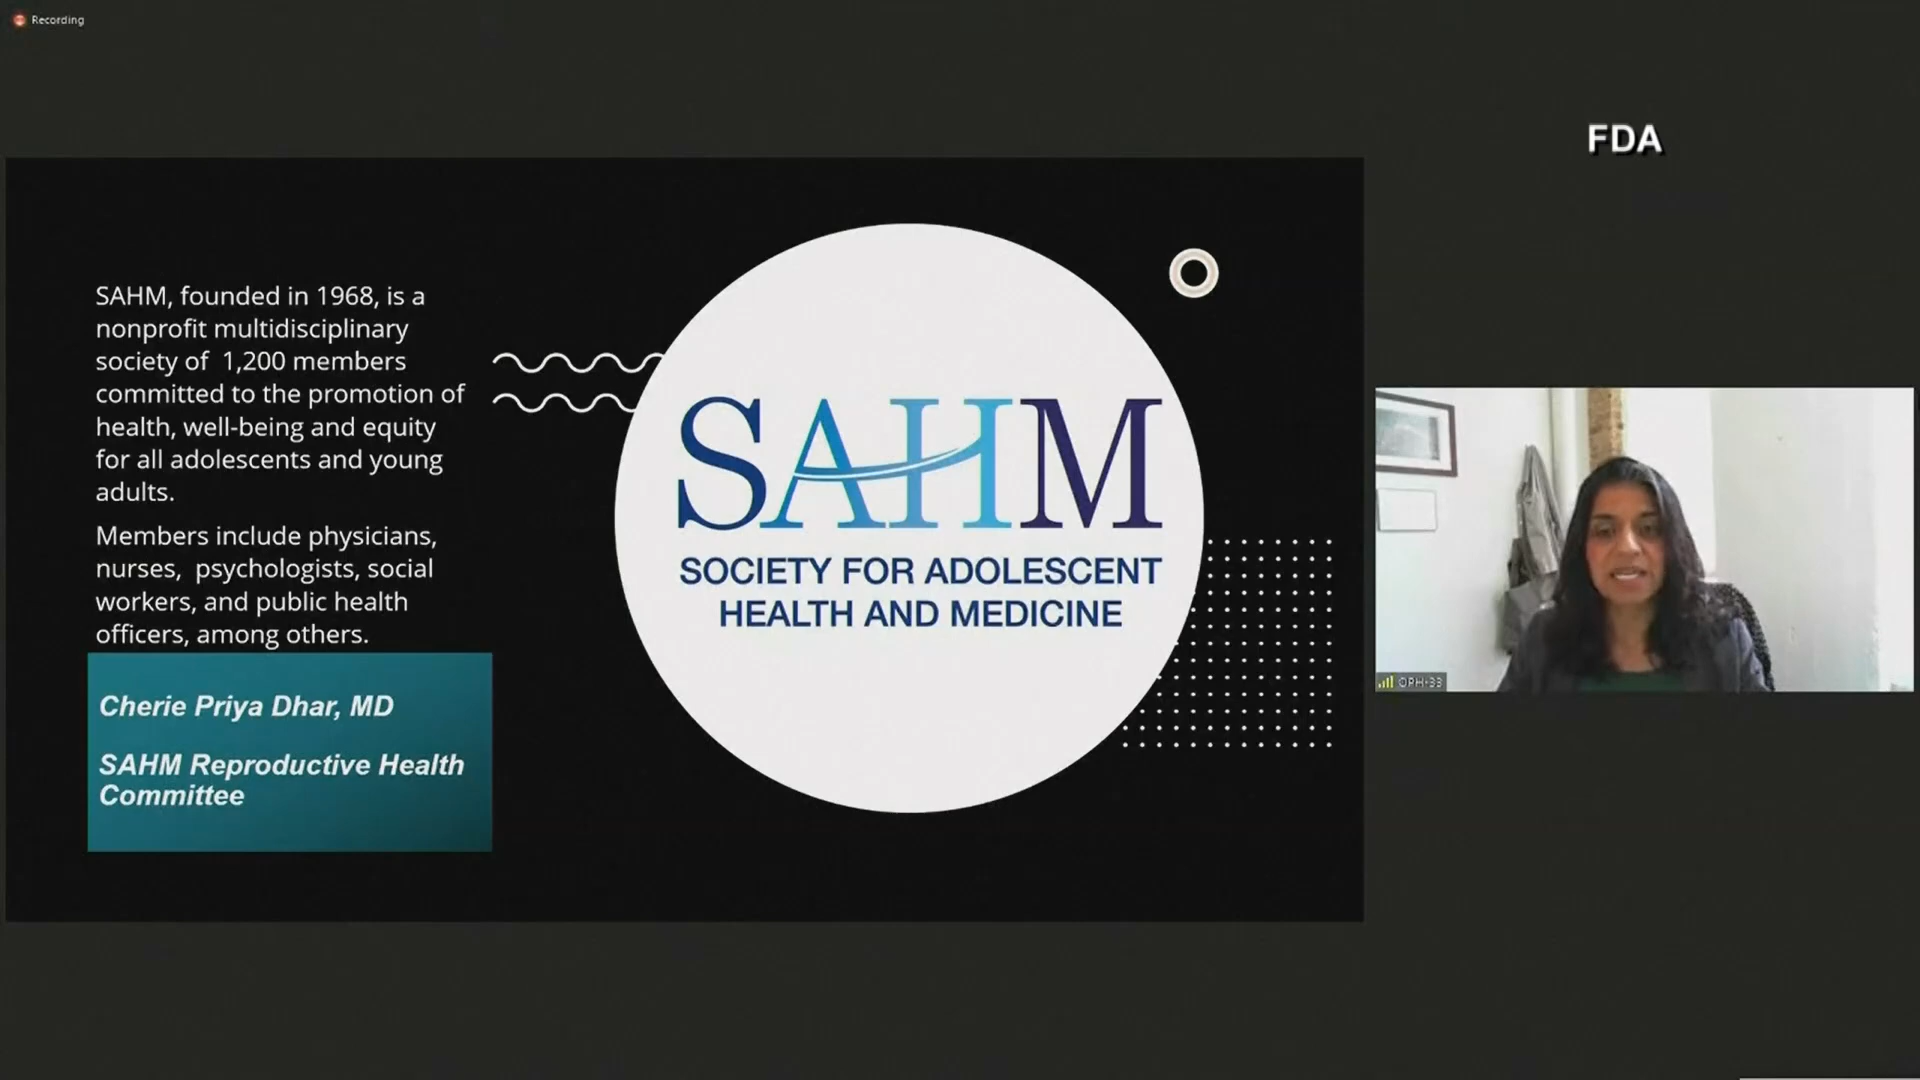 Recording
FDA
SAHM, founded in 1968, is a
nonprofit multidisciplinary
society of 1,200 members
committed to the promotion of
health, well-being and equity
for all adolescents and young
adults.
Members include physicians,
nurses, psychologists, social
workers, and public health
officers, among others.
Cherie Priya Dhar, MD
SAHM Reproductive Health
Committee
SAHM
SOCIETY FOR ADOLESCENT
HEALTH AND MEDICINE
OPH-33